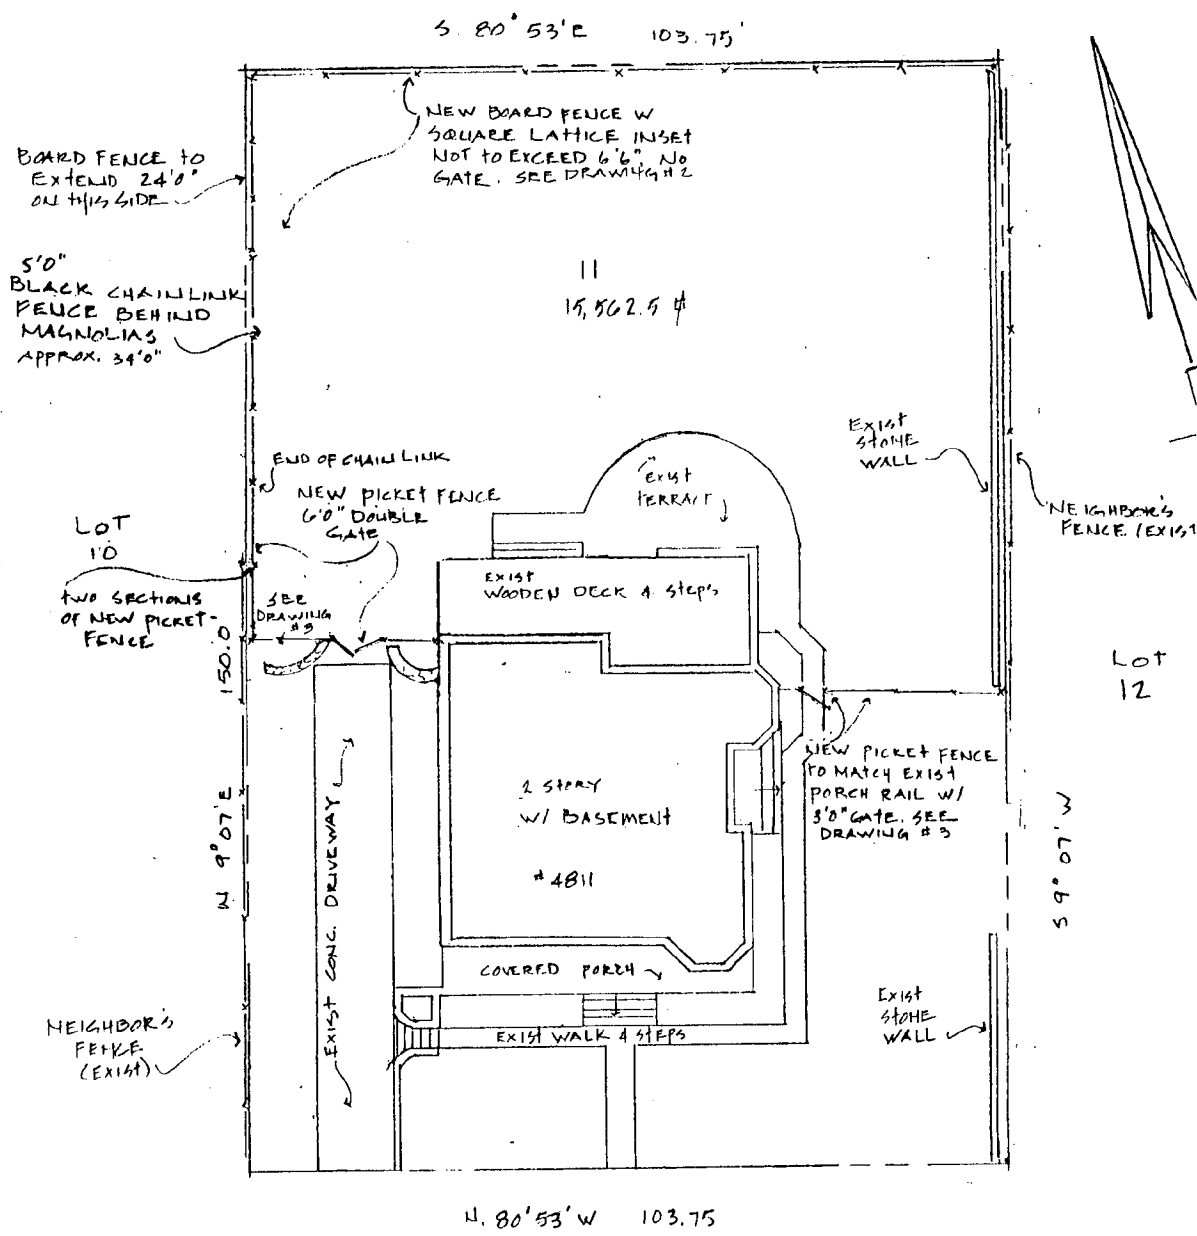 S. 80° 53' E 103.75'
NEW BOARD FENCE W
SQUARE LATTICE INSET
NOT TO EXCEED 6'6", NO
GATE. SEE DRAWING #2
BOARD FENCE TO
EXTEND 24'0"
ON THIS SIDE
5'0"
BLACK CHAINLINK
FENCE BEHIND
MAGNOLIAS
APPROX. 34'0"
11
15,562.5 ⌗
EXIST
STONE
WALL
END OF CHAIN LINK
NEW PICKET FENCE
6'0" DOUBLE
GATE
EXIST
TERRACE
NEIGHBOR'S
FENCE (EXIST
LOT
10
TWO SECTIONS
OF NEW PICKET-
FENCE
SEE
DRAWING
#3
EXIST
WOODEN DECK & STEPS
150.0
N 9° 07' E
LOT
12
NEW PICKET FENCE
TO MATCH EXIST
PORCH RAIL W/
3'0" GATE. SEE
DRAWING #3
2 STORY
W/ BASEMENT
#4811
EXIST CONC. DRIVEWAY
S 9° 07' W
COVERED PORCH
EXIST WALK & STEPS
NEIGHBOR'S
FENCE
(EXIST)
EXIST
STONE
WALL
N. 80° 53' W 103.75